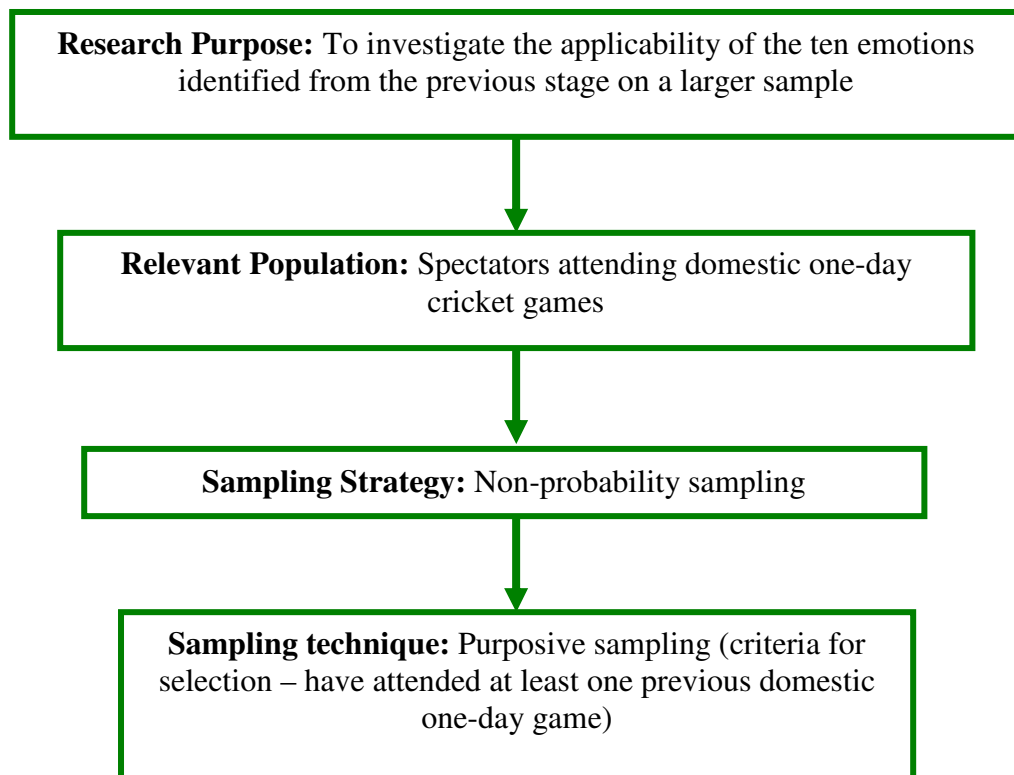 Research Purpose: To investigate the applicability of the ten emotions
identified from the previous stage on a larger sample
Relevant Population: Spectators attending domestic one-day
cricket games
Sampling Strategy: Non-probability sampling
Sampling technique: Purposive sampling (criteria for
selection – have attended at least one previous domestic
one-day game)